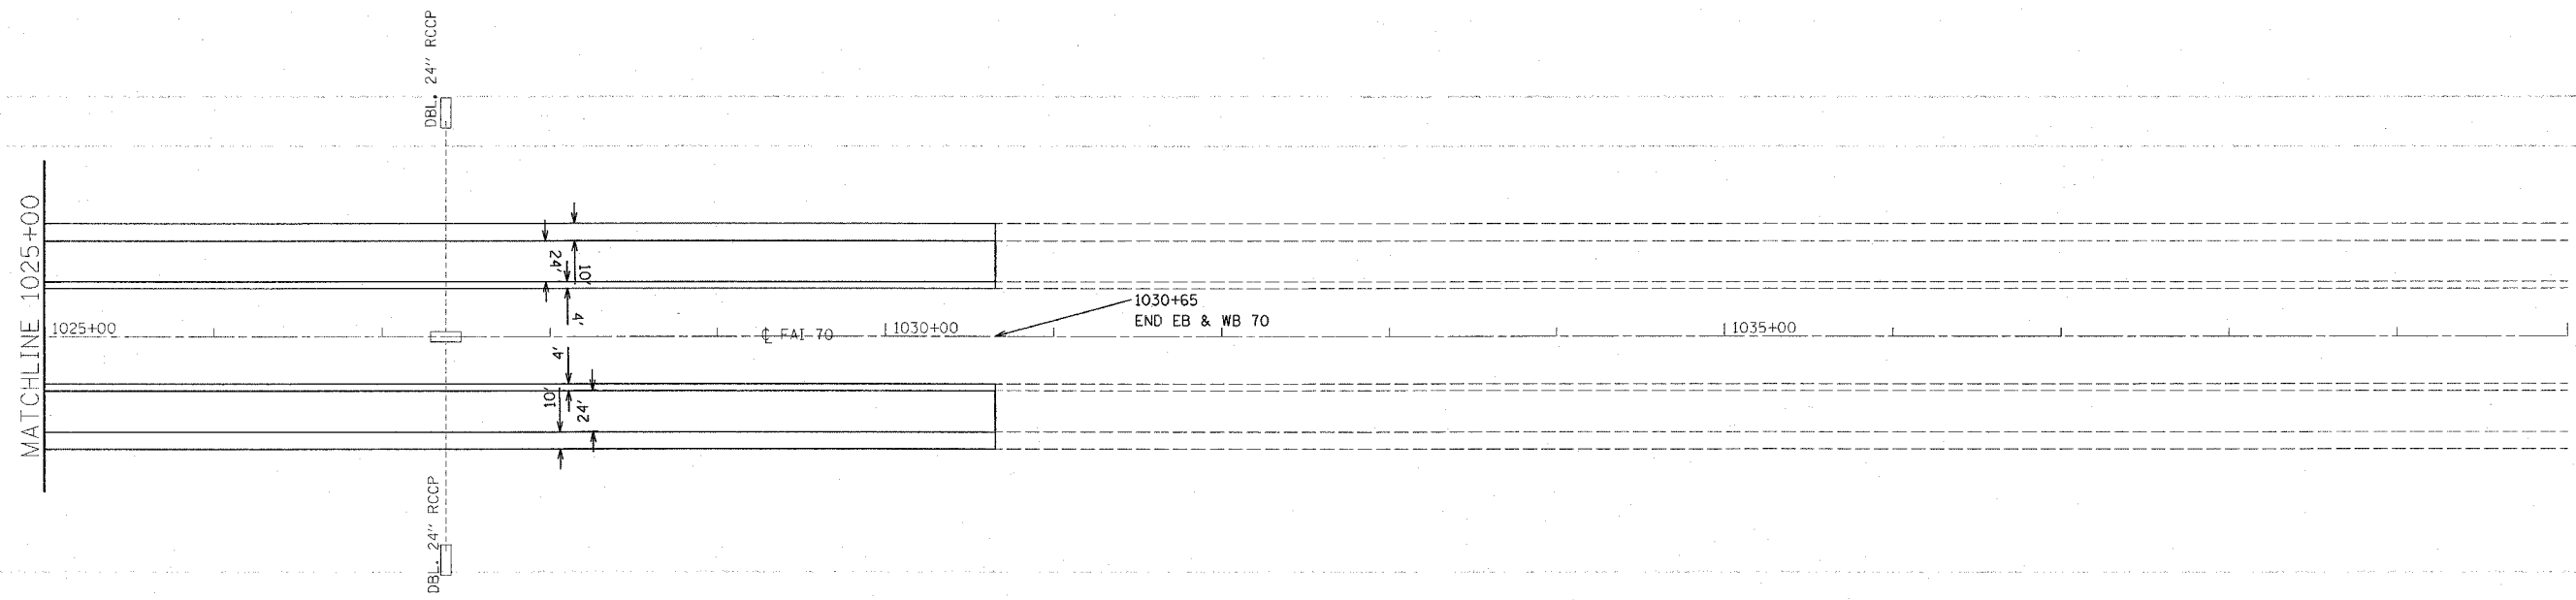 DBL. 24" RCCP
MATCHLINE 1025+00
24'
10'
4'
1025+00
℄ FAI 70
1030+00
1030+65
END EB & WB 70
1035+00
4'
10'
24'
DBL. 24" RCCP